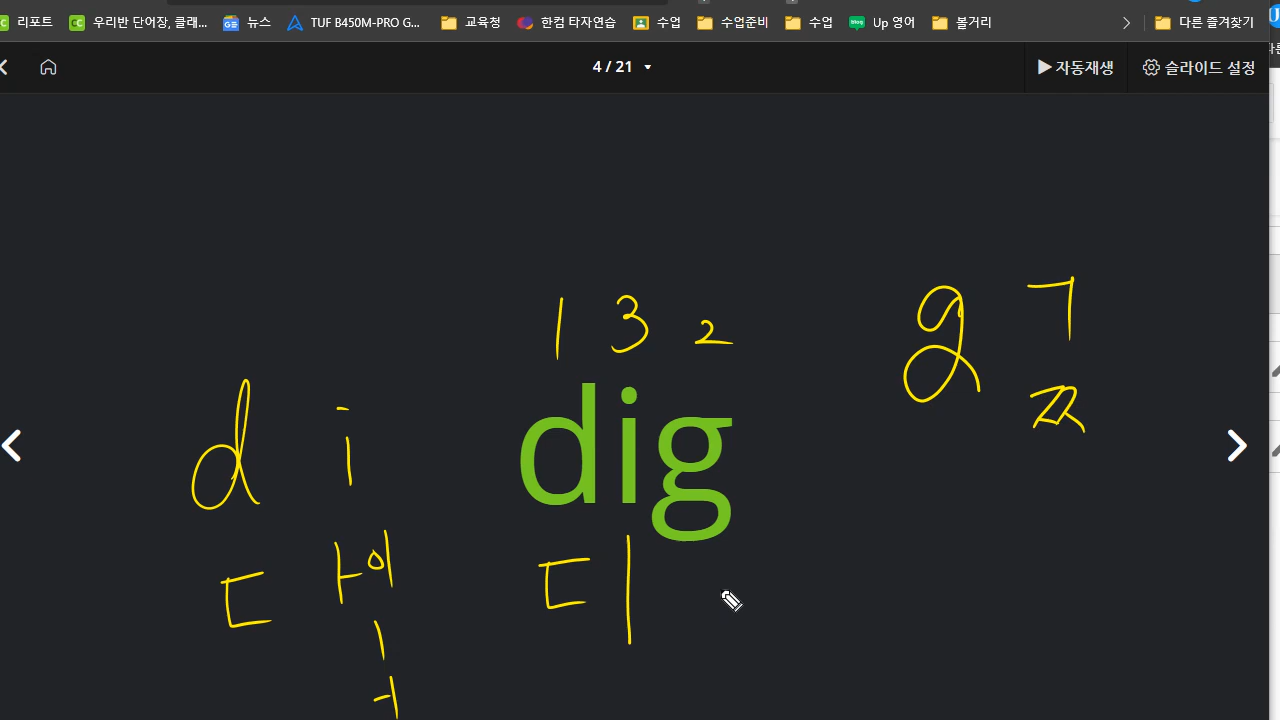 리포트 우리반 단어장, 클래... 뉴스 TUF B450M-PRO G... 교육청 한컴 타자연습 수업 수업준비 수업 Up 영어 볼거리 다른 즐겨찾기
4 / 21 자동재생 슬라이드 설정
1 3 2
g ㄱ
ㅈ
d i
dig
ㄷ ㅏ이
ㅣ
ㅓ
ㄷㅣ